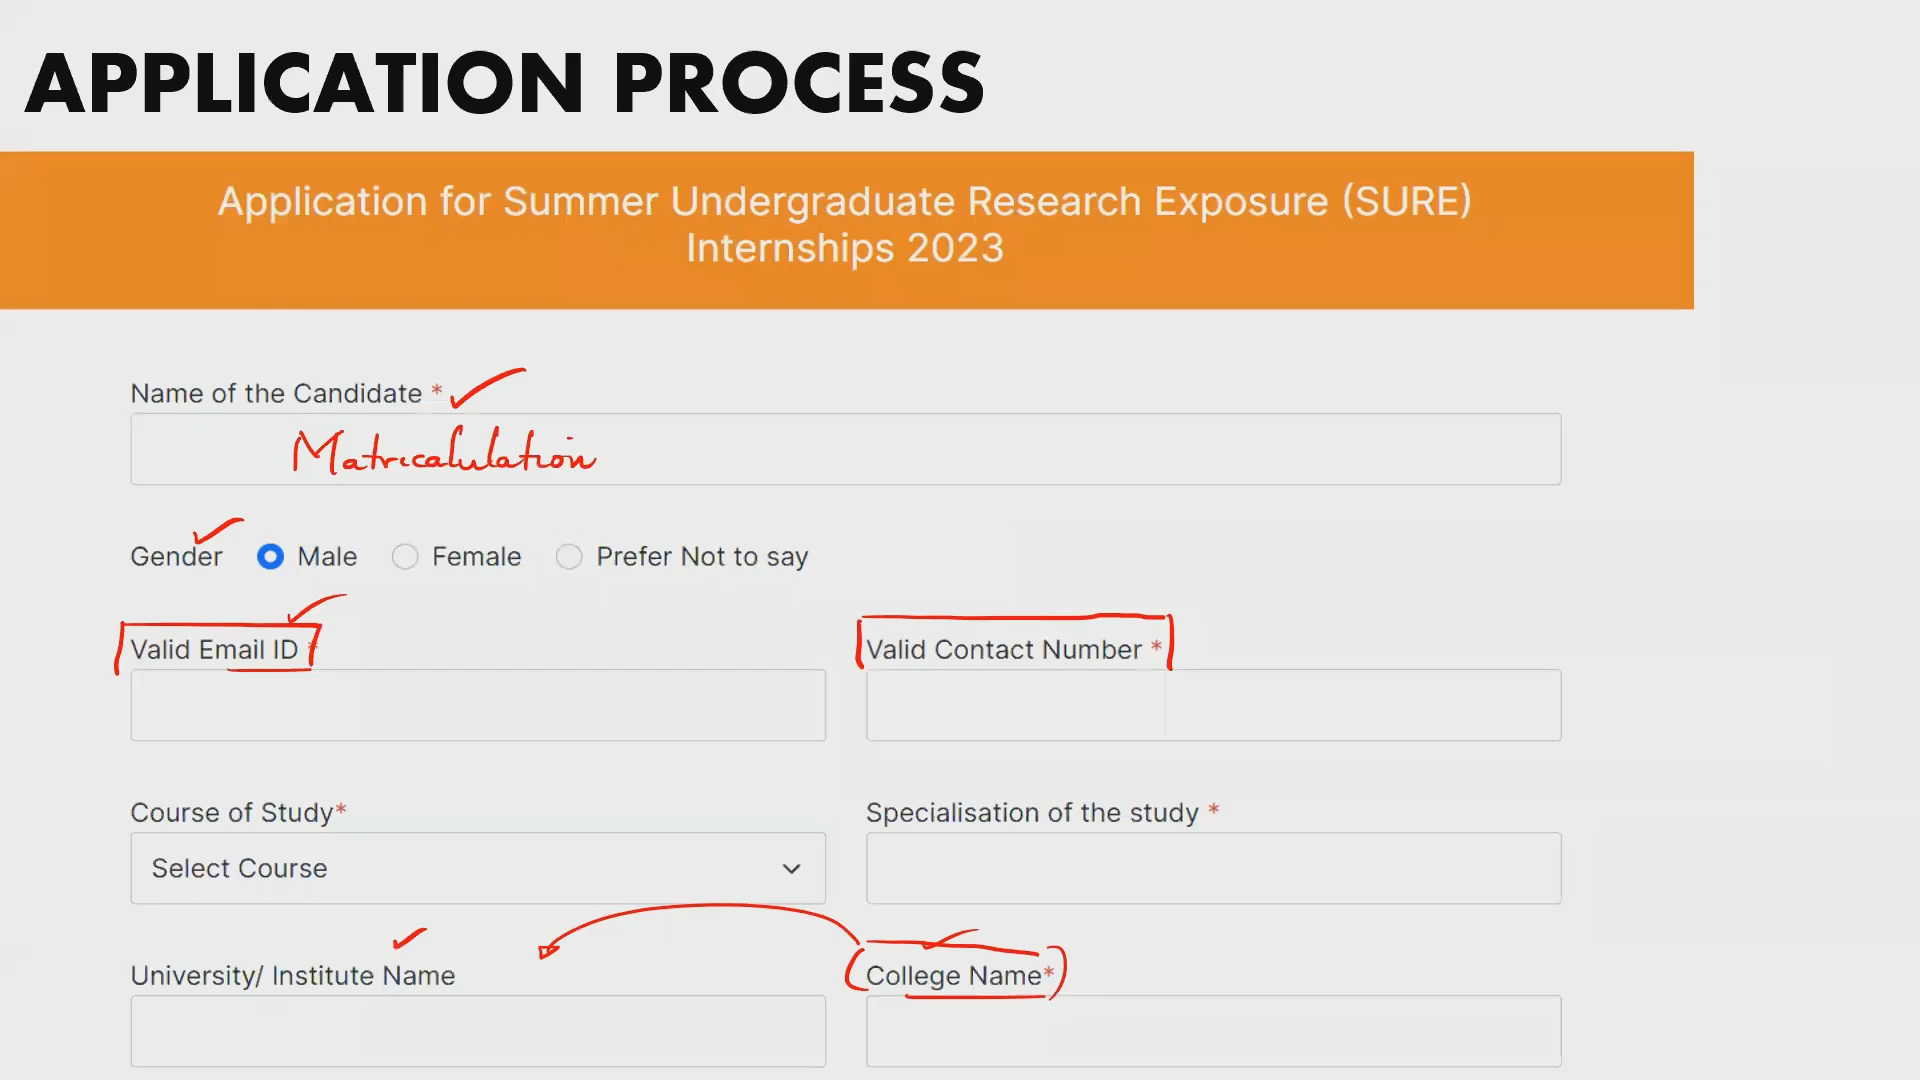 APPLICATION PROCESS
Application for Summer Undergraduate Research Exposure (SURE)
Internships 2023
Name of the Candidate *
Matricalulation
Gender Male Female Prefer Not to say
Valid Email ID * Valid Contact Number *
Course of Study* Specialisation of the study *
Select Course
University/ Institute Name College Name*